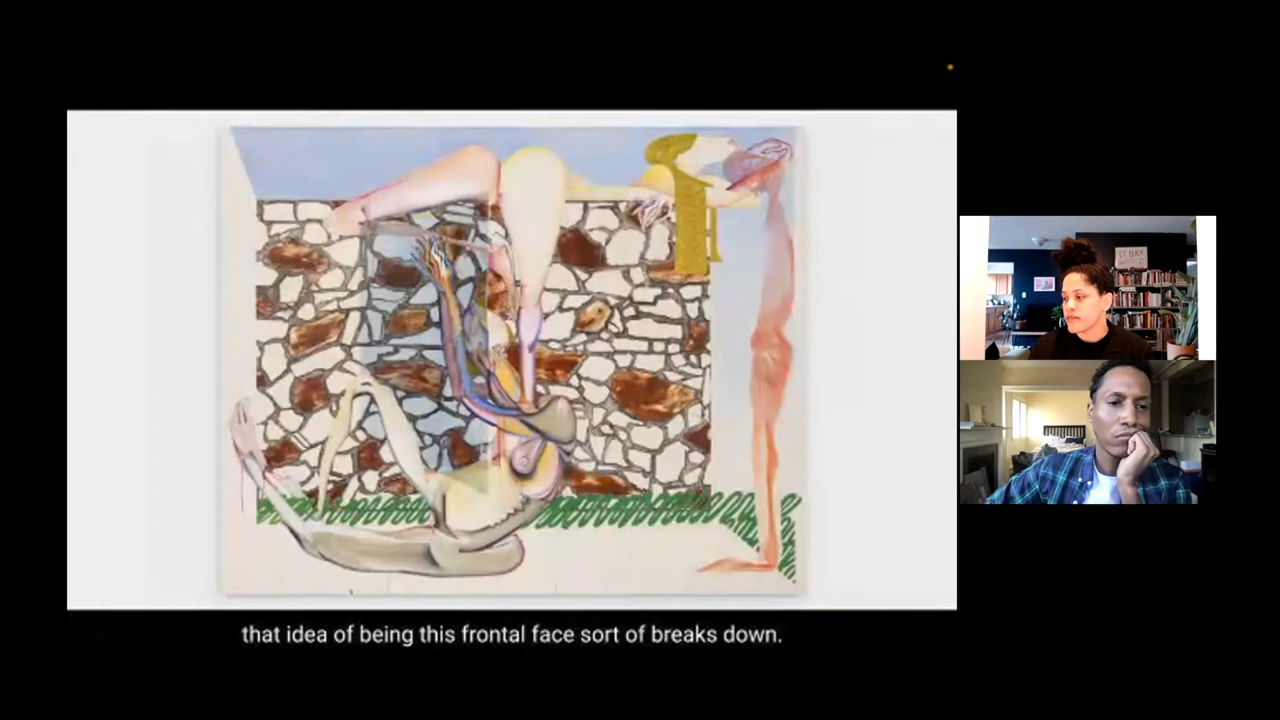 that idea of being this frontal face sort of breaks down.